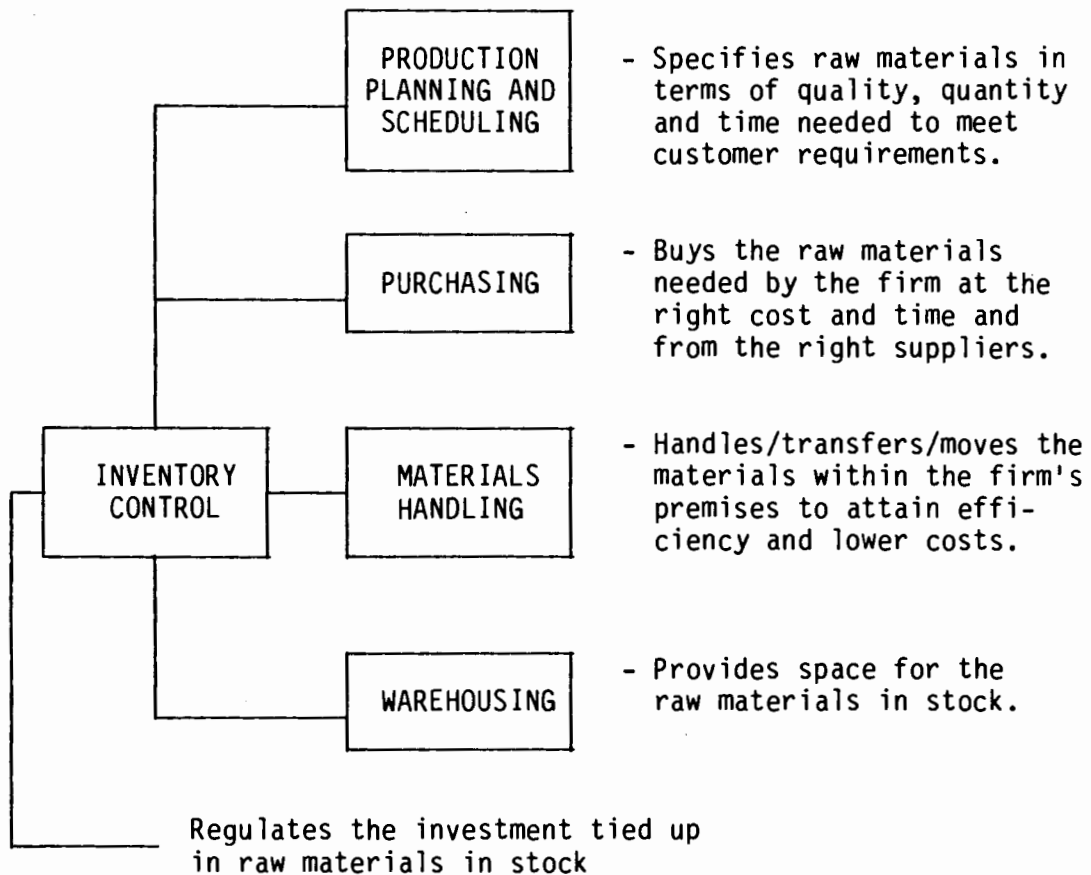 PRODUCTION
PLANNING AND
SCHEDULING
- Specifies raw materials in
terms of quality, quantity
and time needed to meet
customer requirements.
PURCHASING
- Buys the raw materials
needed by the firm at the
right cost and time and
from the right suppliers.
INVENTORY
CONTROL
MATERIALS
HANDLING
- Handles/transfers/moves the
materials within the firm's
premises to attain effi-
ciency and lower costs.
WAREHOUSING
- Provides space for the
raw materials in stock.
Regulates the investment tied up
in raw materials in stock